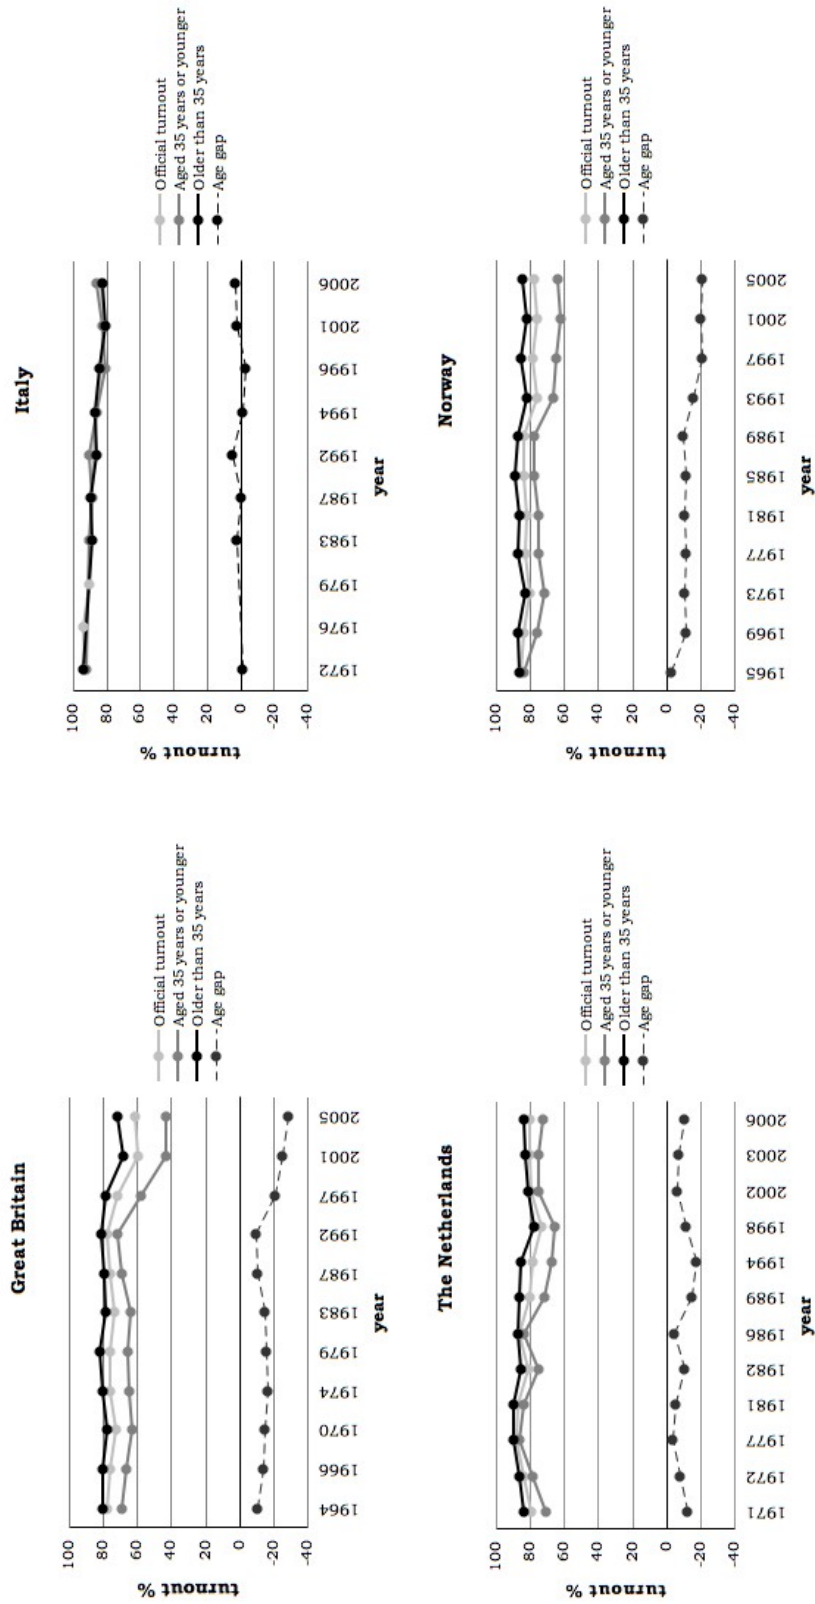 Great Britain
turnout %
100
80
60
40
20
0
-20
-40
1964
1966
1970
1974
1979
1983
1987
1992
1997
2001
2005
year
Official turnout
Aged 35 years or younger
Older than 35 years
Age gap
Italy
turnout %
100
80
60
40
20
0
-20
-40
1972
1976
1979
1983
1987
1992
1994
1996
2001
2006
year
Official turnout
Aged 35 years or younger
Older than 35 years
Age gap
The Netherlands
turnout %
100
80
60
40
20
0
-20
-40
1971
1972
1977
1981
1982
1986
1989
1994
1998
2002
2003
2006
year
Official turnout
Aged 35 years or younger
Older than 35 years
Age gap
Norway
turnout %
100
80
60
40
20
0
-20
-40
1965
1969
1973
1977
1981
1985
1989
1993
1997
2001
2005
year
Official turnout
Aged 35 years or younger
Older than 35 years
Age gap